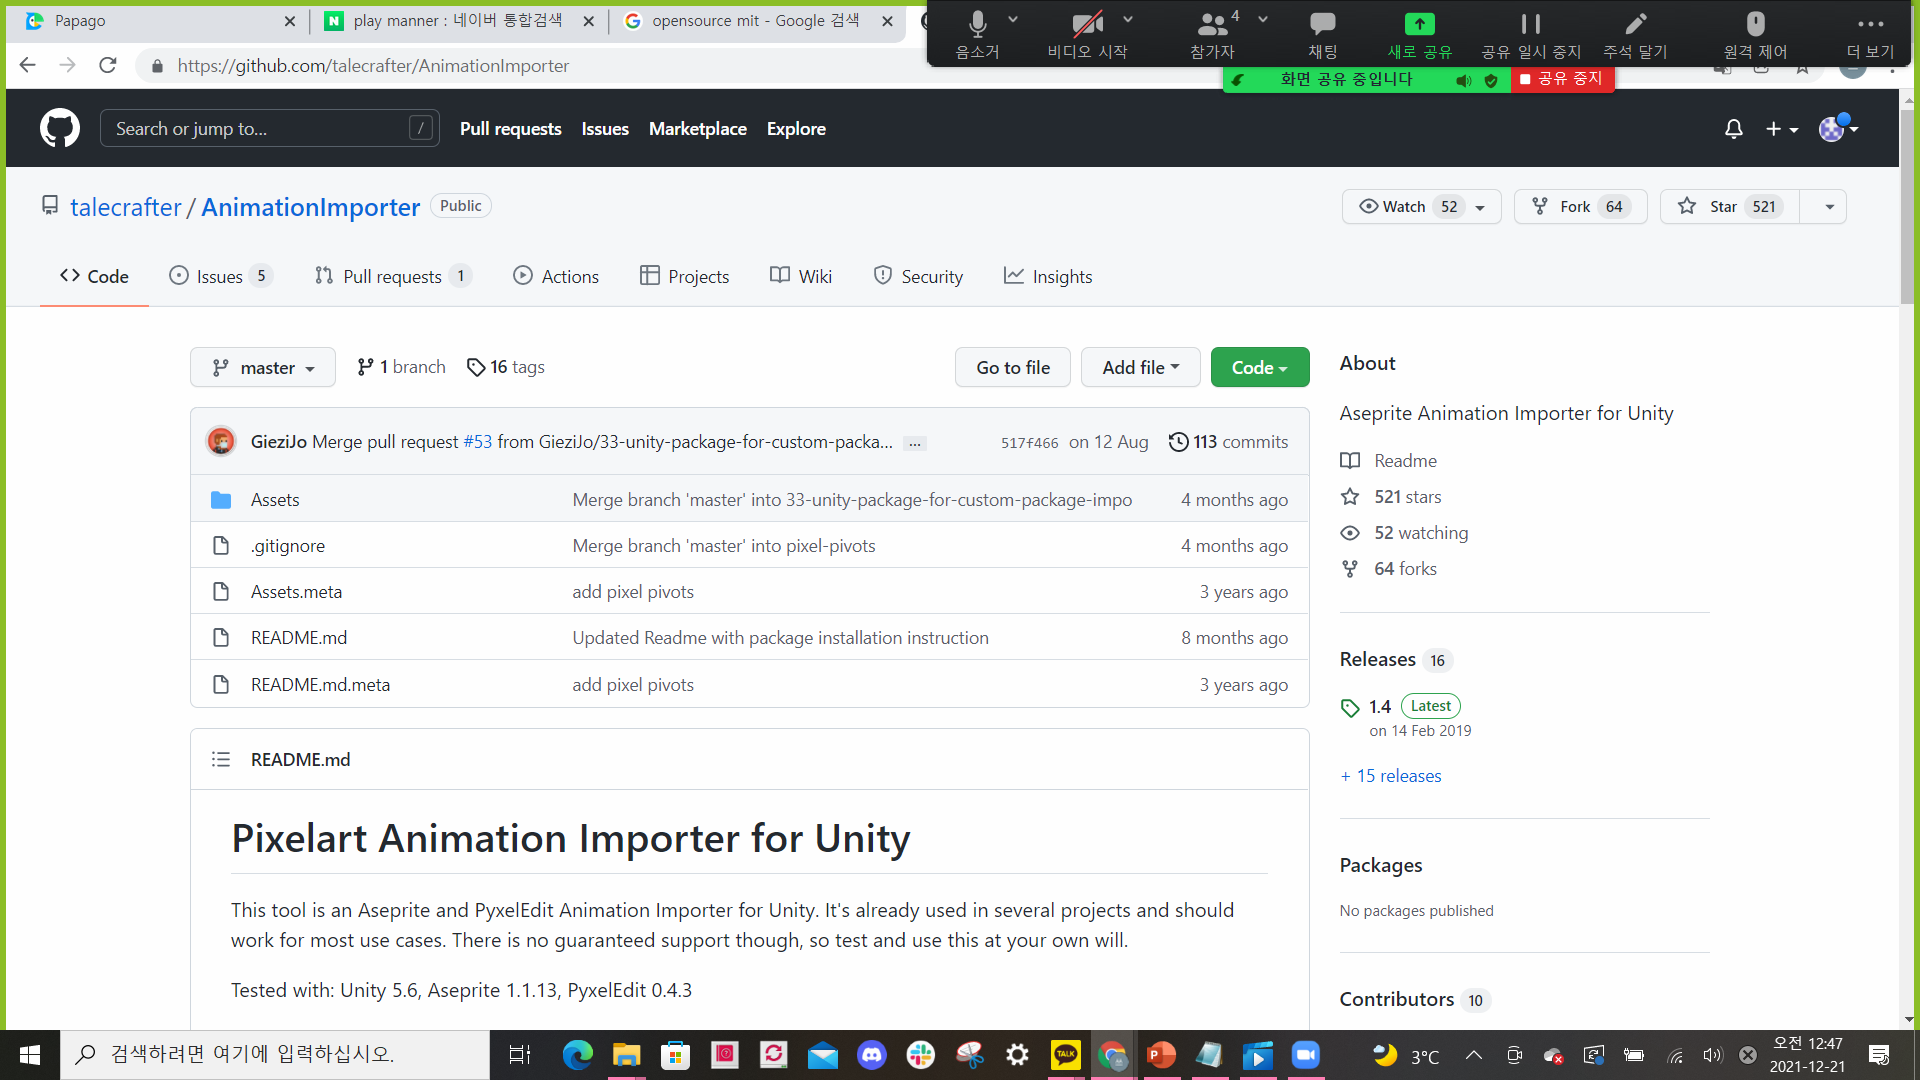 Papago
play manner : 네이버 통합검색
opensource mit - Google 검색
음소거
비디오 시작
4
참가자
채팅
새로 공유
공유 일시 중지
주석 달기
원격 제어
더 보기
https://github.com/talecrafter/AnimationImporter
화면 공유 중입니다
공유 중지
Search or jump to...
/
Pull requests
Issues
Marketplace
Explore
talecrafter / AnimationImporter Public
Watch 52
Fork 64
Star 521
Code
Issues 5
Pull requests 1
Actions
Projects
Wiki
Security
Insights
master
1 branch
16 tags
Go to file
Add file
Code
GieziJo Merge pull request #53 from GieziJo/33-unity-package-for-custom-packa... ...
517f466 on 12 Aug
113 commits
Assets
Merge branch 'master' into 33-unity-package-for-custom-package-impo
4 months ago
.gitignore
Merge branch 'master' into pixel-pivots
4 months ago
Assets.meta
add pixel pivots
3 years ago
README.md
Updated Readme with package installation instruction
8 months ago
README.md.meta
add pixel pivots
3 years ago
README.md
Pixelart Animation Importer for Unity
This tool is an Aseprite and PyxelEdit Animation Importer for Unity. It's already used in several projects and should
work for most use cases. There is no guaranteed support though, so test and use this at your own will.
Tested with: Unity 5.6, Aseprite 1.1.13, PyxelEdit 0.4.3
About
Aseprite Animation Importer for Unity
Readme
521 stars
52 watching
64 forks
Releases 16
1.4 Latest
on 14 Feb 2019
+ 15 releases
Packages
No packages published
Contributors 10
검색하려면 여기에 입력하십시오.
TALK
3°C
오전 12:47
2021-12-21